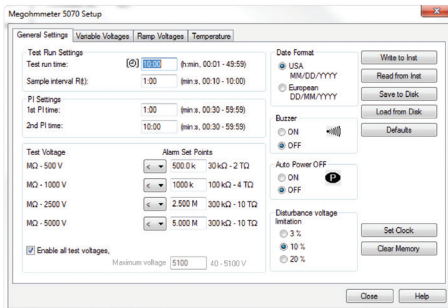 Megohmmeter 5070 Setup
General Settings Variable Voltages Ramp Voltages Temperature
Test Run Settings
Test run time: 10:00 (h:min, 00:01 - 49:59)
Sample interval R(t): 1:00 (min:s, 00:10 - 10:00)
PI Settings
1st PI time: 1:00 (min:s, 00:30 - 59:59)
2nd PI time: 10:00 (min:s, 00:30 - 59:59)
Test Voltage Alarm Set Points
MΩ - 500 V < 500.0 k 30 kΩ - 2 TΩ
MΩ - 1000 V < 1000 k 100 kΩ - 4 TΩ
MΩ - 2500 V < 2.500 M 300 kΩ - 10 TΩ
MΩ - 5000 V < 5.000 M 300 kΩ - 10 TΩ
Enable all test voltages,
Maximum voltage 5100 40 - 5100 V
Date Format
USA
MM/DD/YYYY
European
DD/MM/YYYY
Buzzer
ON
OFF
Auto Power OFF
ON P
OFF
Disturbance voltage
limitation
3 %
10 %
20 %
Write to Inst
Read from Inst
Save to Disk
Load from Disk
Defaults
Set Clock
Clear Memory
Close Help